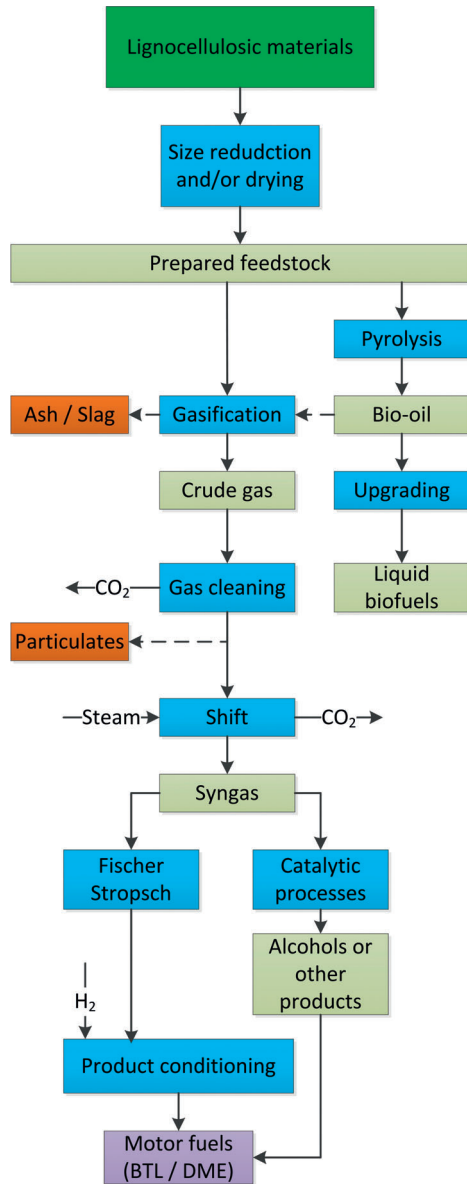 Lignocellulosic materials
Size redudction
and/or drying
Prepared feedstock
Pyrolysis
Ash / Slag
Gasification
Bio-oil
Crude gas
Upgrading
CO₂
Gas cleaning
Liquid
biofuels
Particulates
Steam
Shift
CO₂
Syngas
Fischer
Stropsch
Catalytic
processes
Alcohols or
other
products
H₂
Product conditioning
Motor fuels
(BTL / DME)